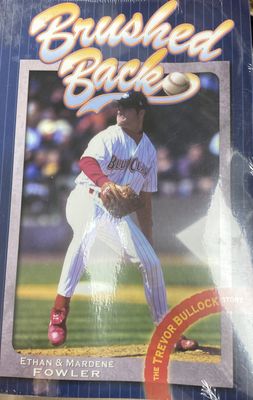 Brushed
Back
ETHAN & MARDENE
FOWLER
THE TREVOR BULLOCK STORY